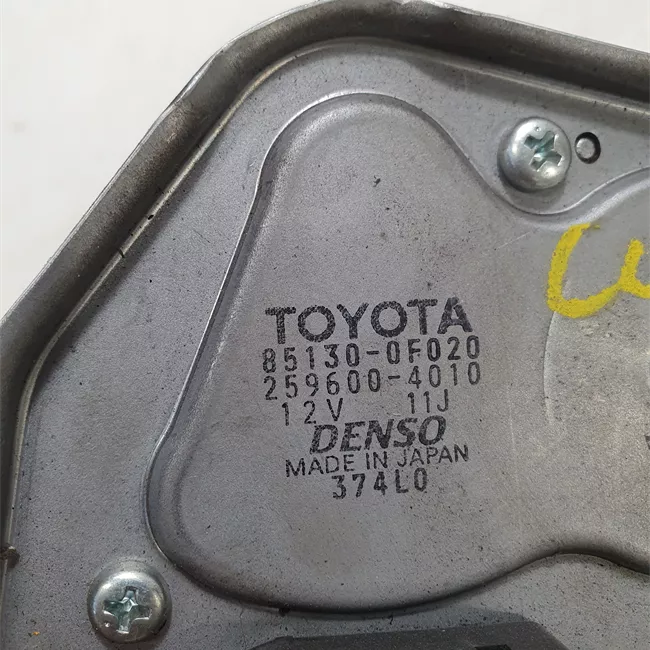 TOYOTA
85130-0F020
259600-4010
12V 11J
DENSO
MADE IN JAPAN
374L0